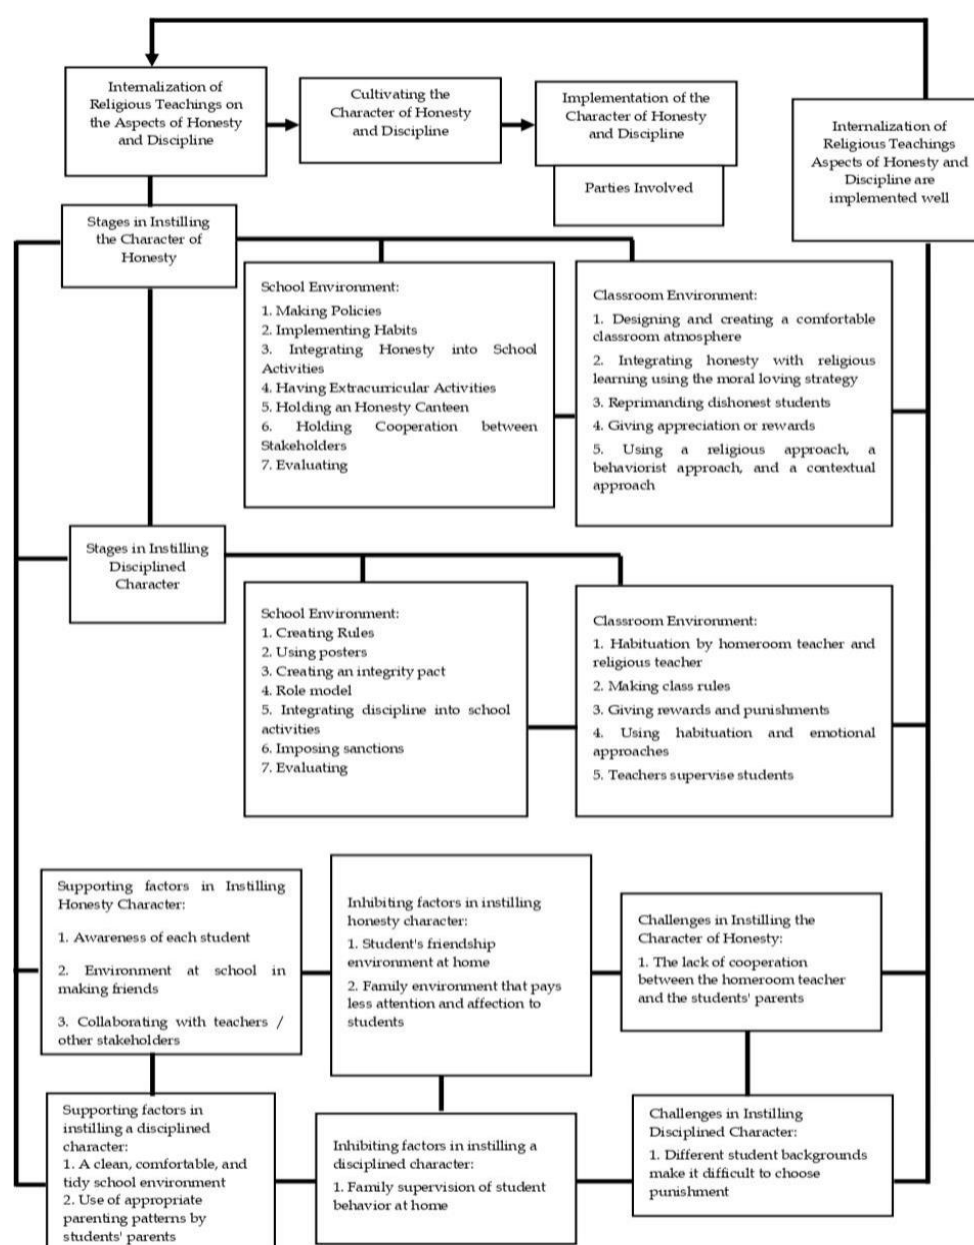 Internalization of
Religious Teachings on
the Aspects of Honesty
and Discipline
Cultivating the
Character of Honesty
and Discipline
Implementation of the
Character of Honesty
and Discipline
Parties Involved
Internalization of
Religious Teachings
Aspects of Honesty and
Discipline are
implemented well
Stages in Instilling
the Character of
Honesty
School Environment:
1. Making Policies
2. Implementing Habits
3. Integrating Honesty into School
Activities
4. Having Extracurricular Activities
5. Holding an Honesty Canteen
6. Holding Cooperation between
Stakeholders
7. Evaluating
Classroom Environment:
1. Designing and creating a comfortable
classroom atmosphere
2. Integrating honesty with religious
learning using the moral loving strategy
3. Reprimanding dishonest students
4. Giving appreciation or rewards
5. Using a religious approach, a
behaviorist approach, and a contextual
approach
Stages in Instilling
Disciplined
Character
School Environment:
1. Creating Rules
2. Using posters
3. Creating an integrity pact
4. Role model
5. Integrating discipline into school
activities
6. Imposing sanctions
7. Evaluating
Classroom Environment:
1. Habituation by homeroom teacher and
religious teacher
2. Making class rules
3. Giving rewards and punishments
4. Using habituation and emotional
approaches
5. Teachers supervise students
Supporting factors in Instilling
Honesty Character:
1. Awareness of each student
2. Environment at school in
making friends
3. Collaborating with teachers /
other stakeholders
Inhibiting factors in instilling
honesty character:
1. Student's friendship
environment at home
2. Family environment that pays
less attention and affection to
students
Challenges in Instilling the
Character of Honesty:
1. The lack of cooperation
between the homeroom teacher
and the students' parents
Supporting factors in
instilling a disciplined
character:
1. A clean, comfortable, and
tidy school environment
2. Use of appropriate
parenting patterns by
students' parents
Inhibiting factors in instilling a
disciplined character:
1. Family supervision of student
behavior at home
Challenges in Instilling
Disciplined Character:
1. Different student backgrounds
make it difficult to choose
punishment